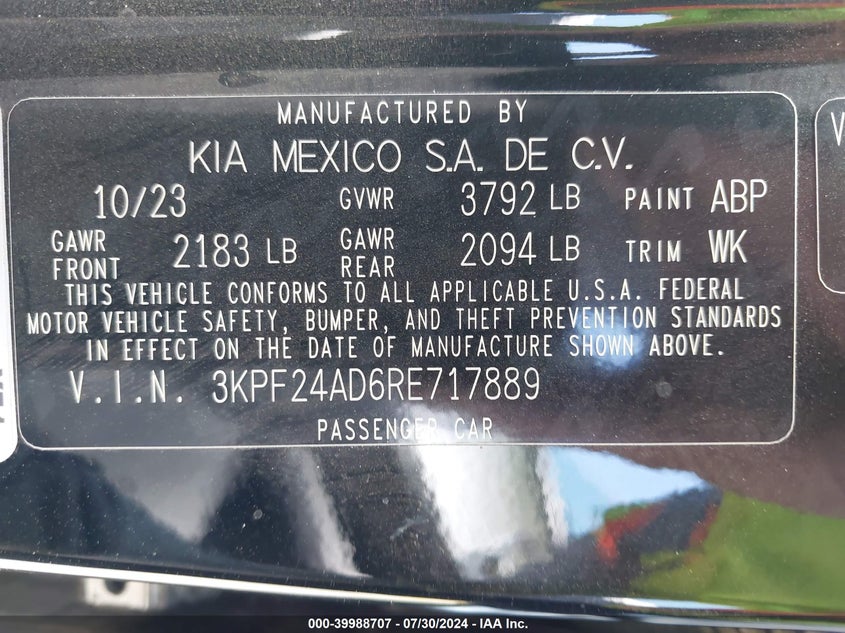 MANUFACTURED BY
KIA MEXICO S.A. DE C.V.
10/23 GVWR 3792 LB PAINT ABP
GAWR FRONT 2183 LB GAWR REAR 2094 LB TRIM WK
THIS VEHICLE CONFORMS TO ALL APPLICABLE U.S.A. FEDERAL
MOTOR VEHICLE SAFETY, BUMPER, AND THEFT PREVENTION STANDARDS
IN EFFECT ON THE DATE OF MANUFACTURE SHOWN ABOVE.
V.I.N. 3KPF24AD6RE717889
PASSENGER CAR
000-39988707 - 07/30/2024 - IAA Inc.